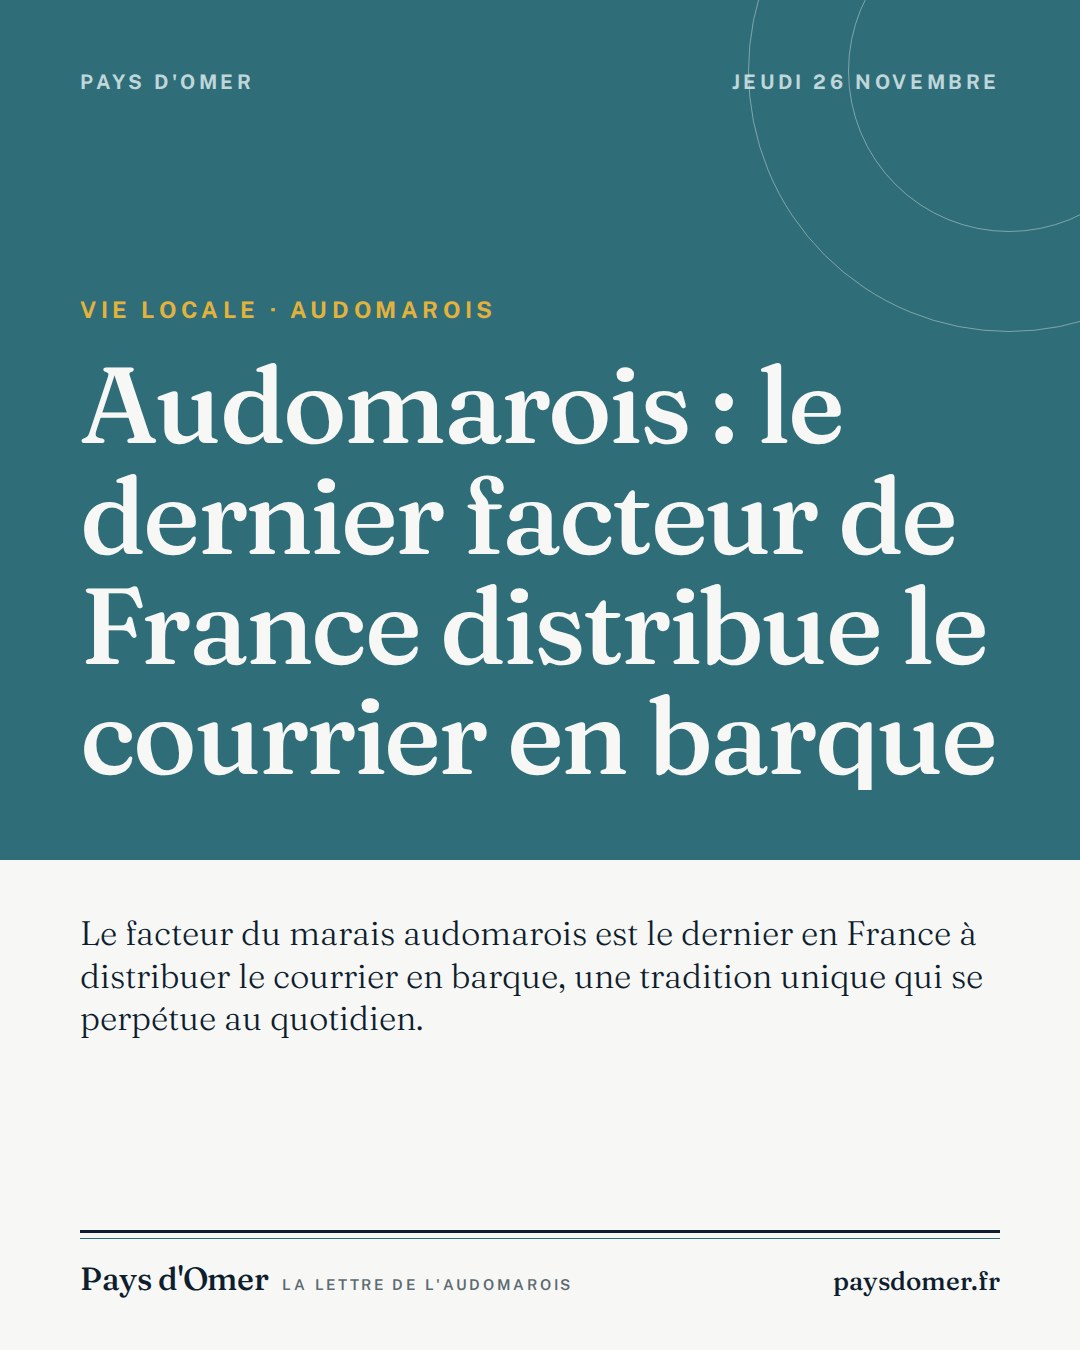 PAYS D'OMER
JEUDI 26 NOVEMBRE
VIE LOCALE · AUDOMAROIS
Audomarois : le
dernier facteur de
France distribue le
courrier en barque
Le facteur du marais audomarois est le dernier en France à
distribuer le courrier en barque, une tradition unique qui se
perpétue au quotidien.
Pays d'Omer LA LETTRE DE L'AUDOMAROIS
paysdomer.fr